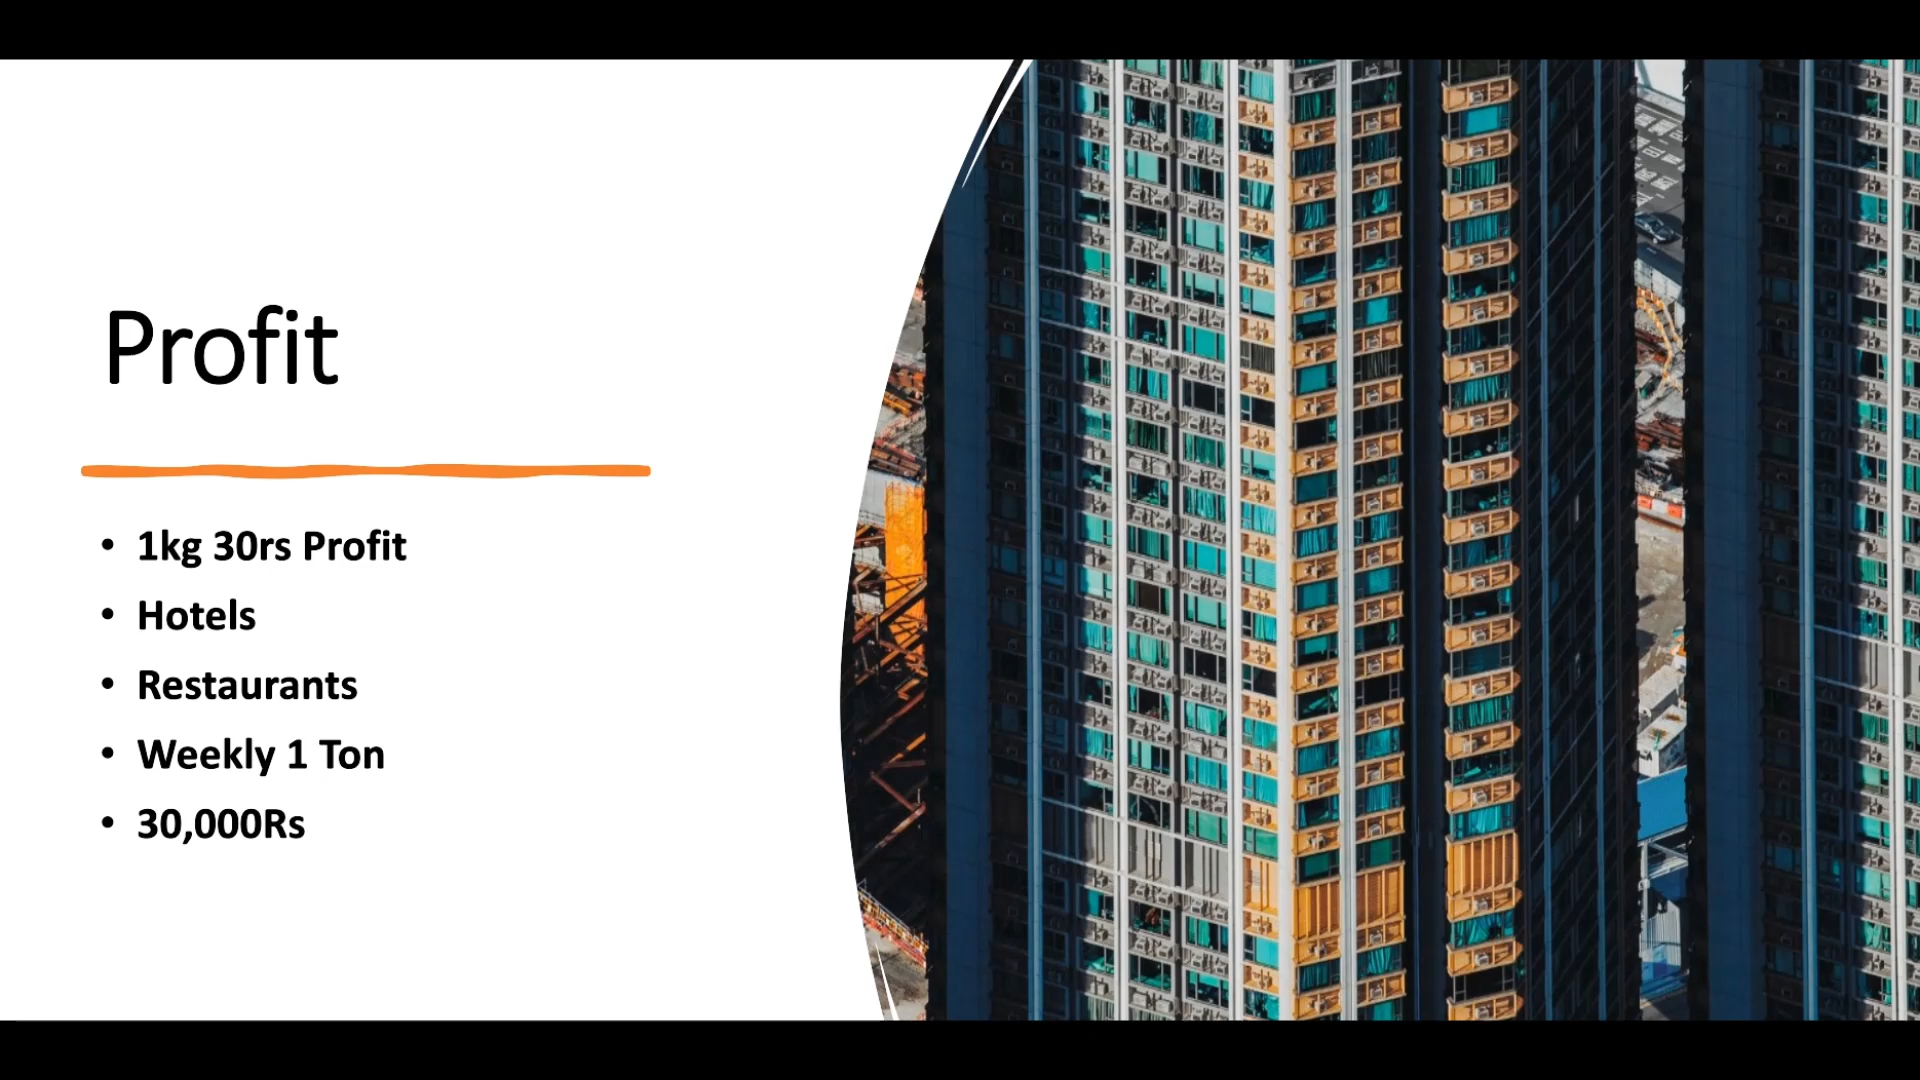 Profit
• 1kg 30rs Profit
• Hotels
• Restaurants
• Weekly 1 Ton
• 30,000Rs